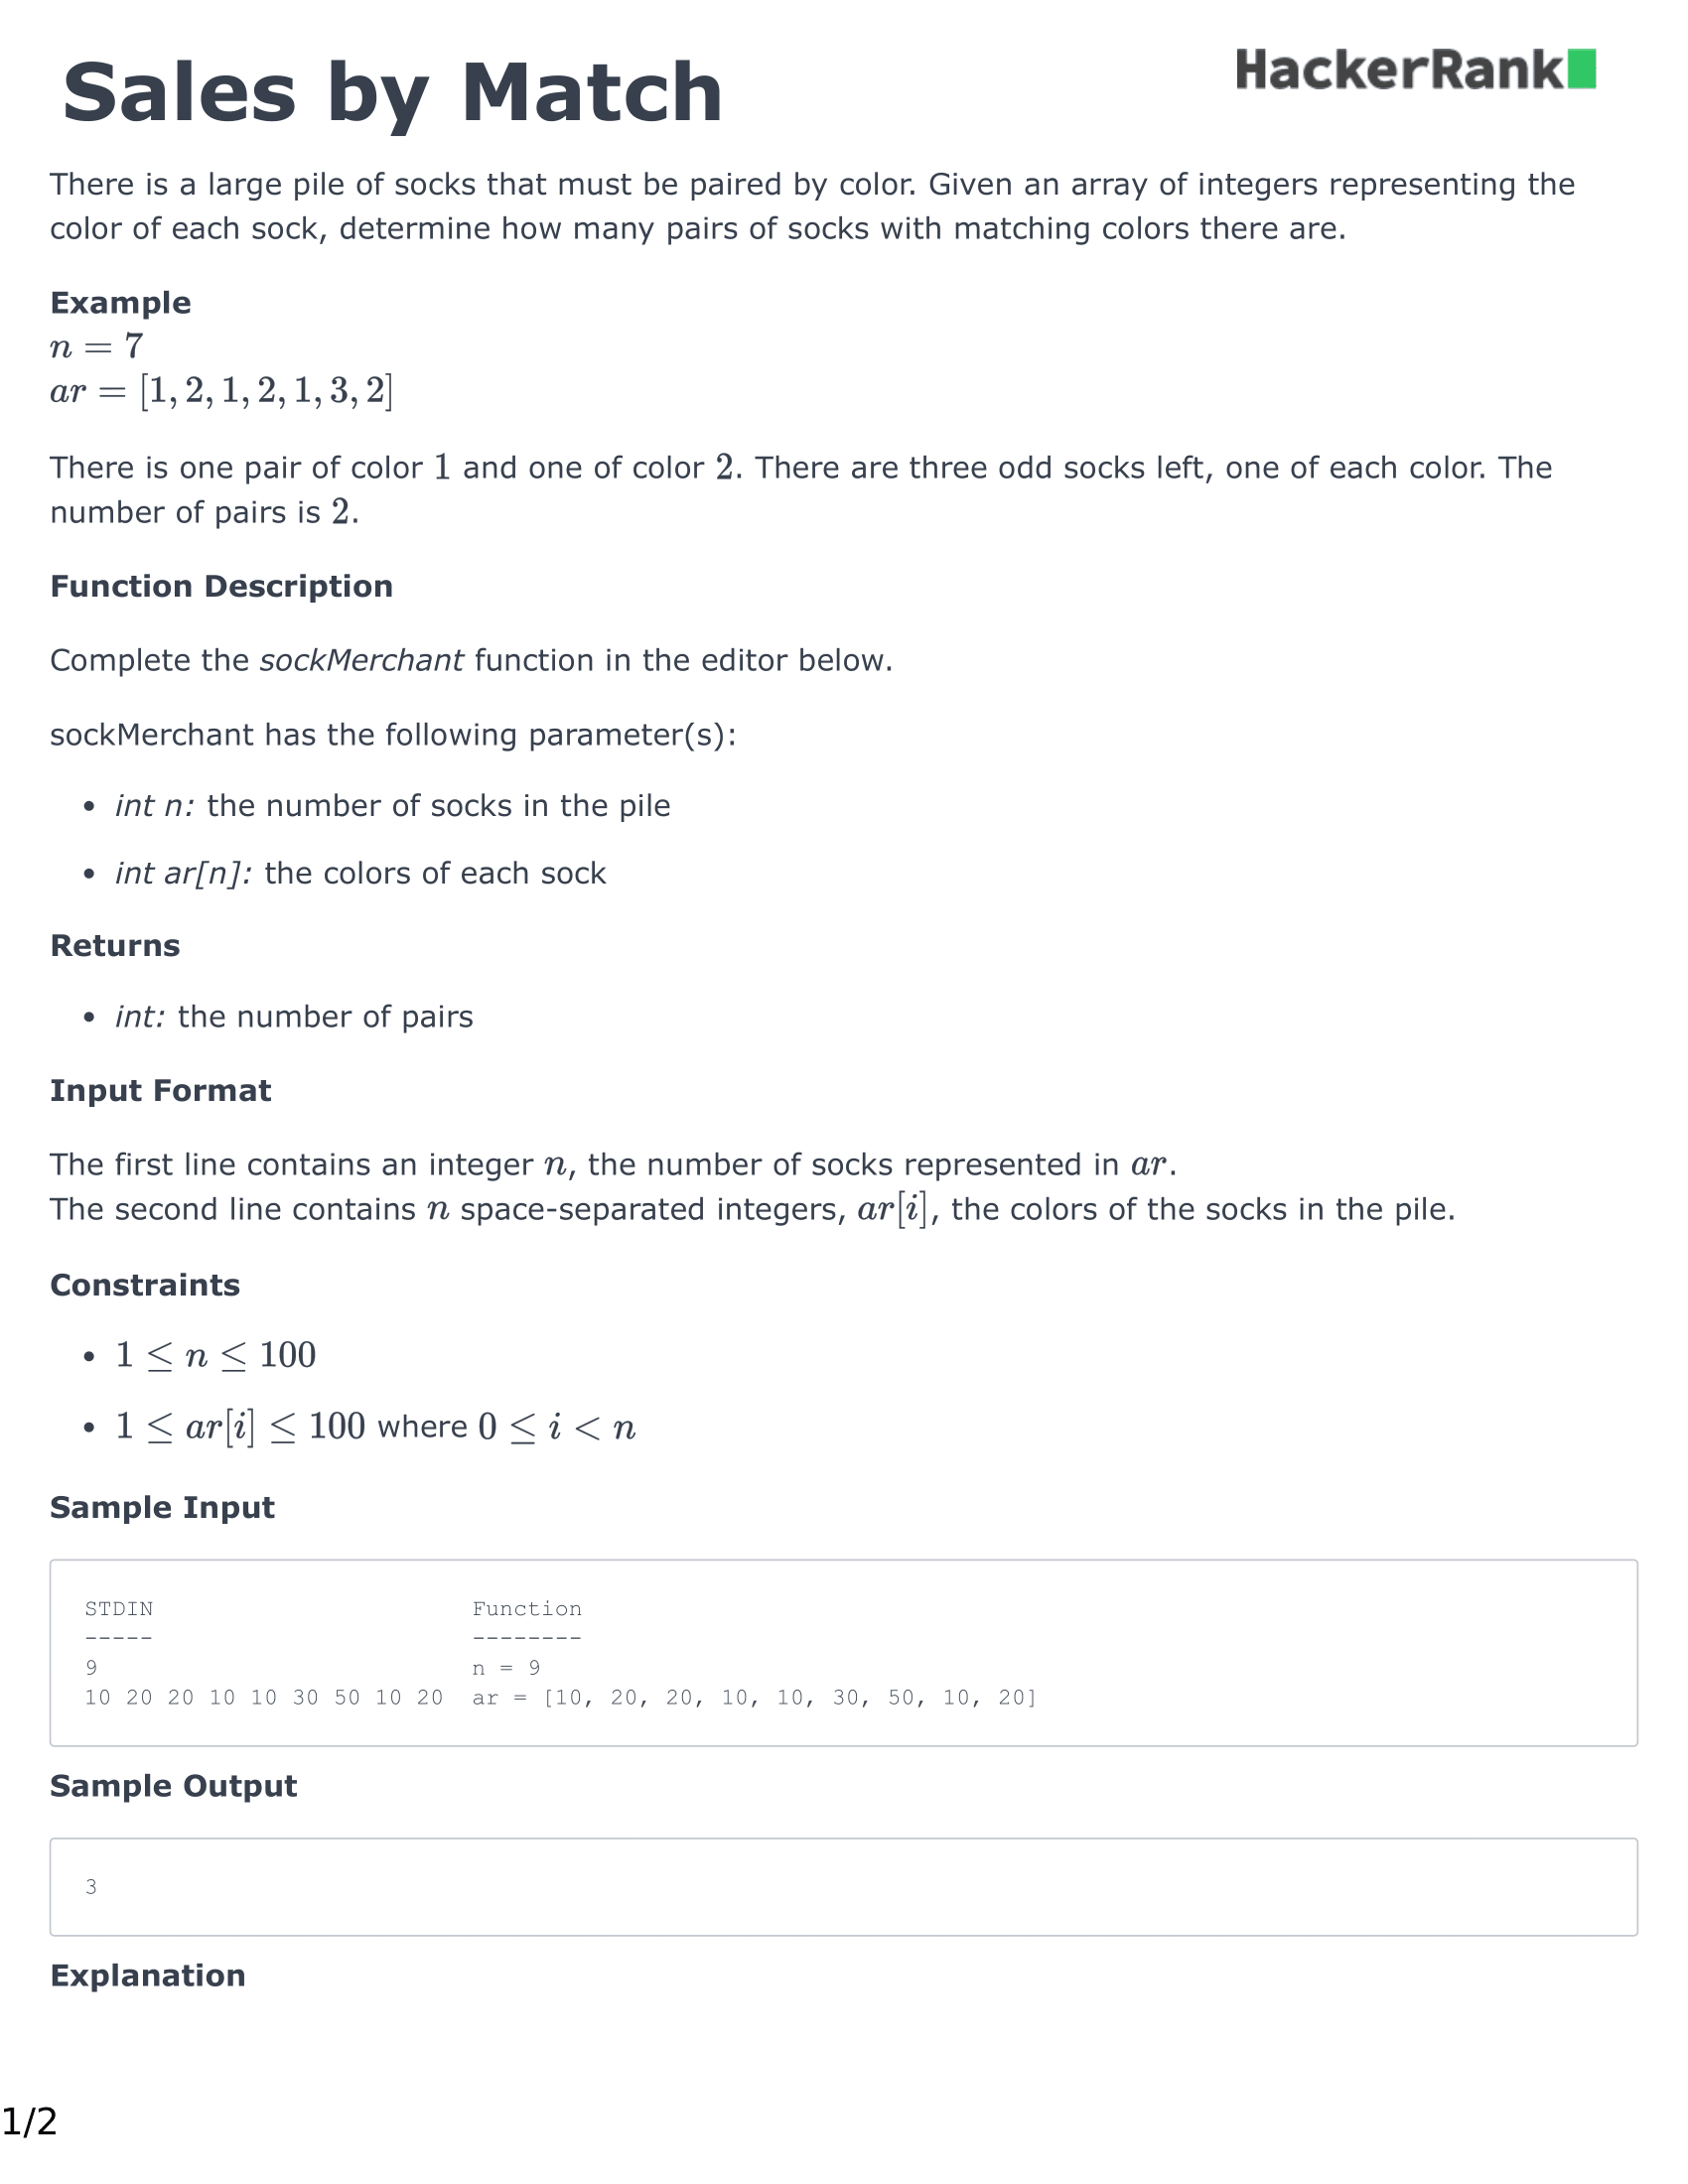 Sales by Match
HackerRank
There is a large pile of socks that must be paired by color. Given an array of integers representing the
color of each sock, determine how many pairs of socks with matching colors there are.
Example
n = 7
ar = [1, 2, 1, 2, 1, 3, 2]
There is one pair of color 1 and one of color 2. There are three odd socks left, one of each color. The
number of pairs is 2.
Function Description
Complete the sockMerchant function in the editor below.
sockMerchant has the following parameter(s):
• int n: the number of socks in the pile
• int ar[n]: the colors of each sock
Returns
• int: the number of pairs
Input Format
The first line contains an integer n, the number of socks represented in ar.
The second line contains n space-separated integers, ar[i], the colors of the socks in the pile.
Constraints
• 1 ≤ n ≤ 100
• 1 ≤ ar[i] ≤ 100 where 0 ≤ i < n
Sample Input
STDIN                       Function
-----                       --------
9                           n = 9
10 20 20 10 10 30 50 10 20  ar = [10, 20, 20, 10, 10, 30, 50, 10, 20]
Sample Output
3
Explanation
1/2